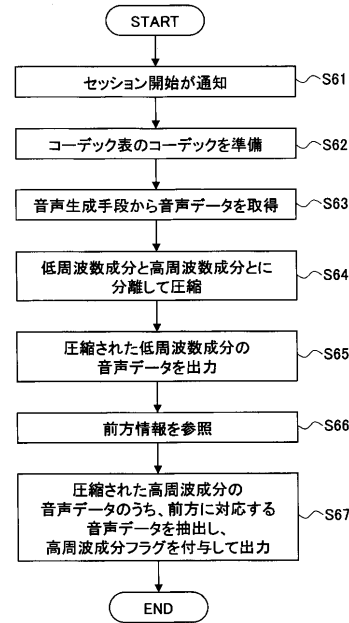 START
セッション開始が通知
S61
コーデック表のコーデックを準備
S62
音声生成手段から音声データを取得
S63
低周波数成分と高周波数成分とに
分離して圧縮
S64
圧縮された低周波数成分の
音声データを出力
S65
前方情報を参照
S66
圧縮された高周波成分の
音声データのうち、前方に対応する
音声データを抽出し、
高周波成分フラグを付与して出力
S67
END